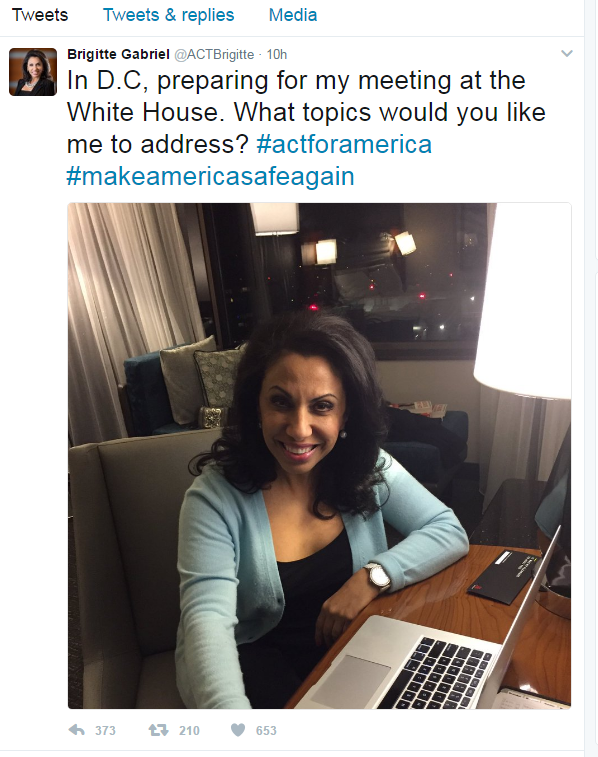 Tweets Tweets & replies Media
Brigitte Gabriel @ACTBrigitte · 10h
In D.C, preparing for my meeting at the
White House. What topics would you like
me to address? #actforamerica
#makeamericasafeagain
373 210 653